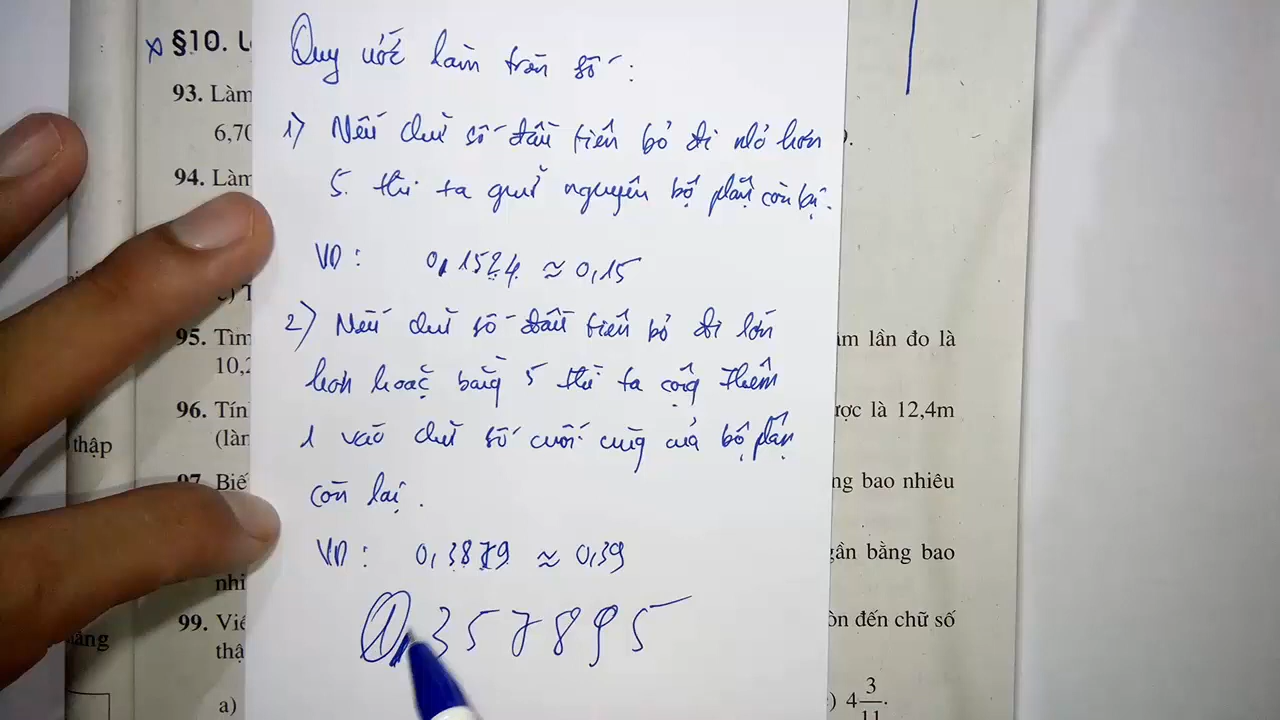 §10. L
93. Làm
6,70
94. Làm
Quy ước làm tròn số:
1) Nếu chữ số đầu tiên bỏ đi nhỏ hơn
5. thì ta giữ nguyên bộ phận còn lại.
VD: 0,1524 ≈ 0,15
2) Nếu chữ số đầu tiên bỏ đi lớn
hơn hoặc bằng 5 thì ta cộng thêm
1 vào chữ số cuối cùng của bộ phận
còn lại.
VD: 0,3879 ≈ 0,39
1,357895
c) T
95. Tìm
10,2
ần đo là
96. Tín
ược là 12,4m
(làn
thập
97. Biế
ng bao nhiêu
gần bằng bao
nhi
99. Viế
òn đến chữ số
thậ
a)
) 4 3/11.